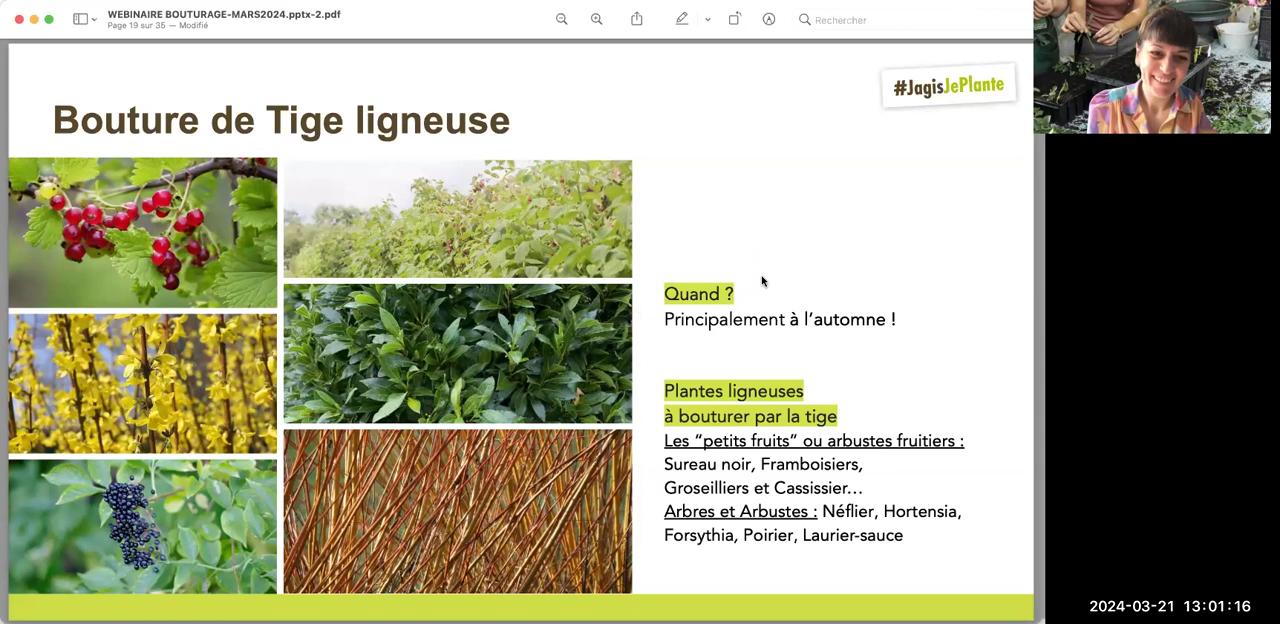 WEBINAIRE BOUTURAGE-MARS2024.pptx-2.pdf
Page 19 sur 35 — Modifié
Rechercher
#JagisJePlante
Bouture de Tige ligneuse
Quand ?
Principalement à l’automne !
Plantes ligneuses
à bouturer par la tige
Les “petits fruits” ou arbustes fruitiers :
Sureau noir, Framboisiers,
Groseilliers et Cassissier…
Arbres et Arbustes : Néflier, Hortensia,
Forsythia, Poirier, Laurier-sauce
2024-03-21 13:01:16